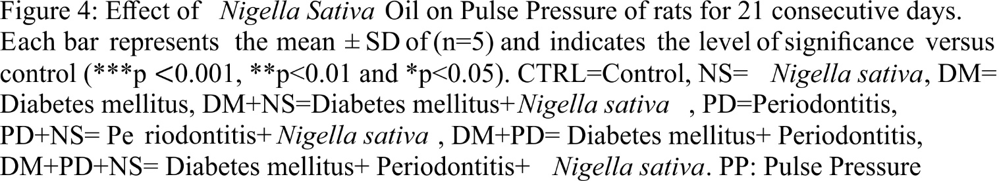 Figure 4: Effect of Nigella Sativa Oil on Pulse Pressure of rats for 21 consecutive days.
Each bar represents the mean ± SD of (n=5) and indicates the level of significance versus
control (***p <0.001, **p<0.01 and *p<0.05). CTRL=Control, NS= Nigella sativa, DM=
Diabetes mellitus, DM+NS=Diabetes mellitus+Nigella sativa , PD=Periodontitis,
PD+NS= Pe riodontitis+Nigella sativa , DM+PD= Diabetes mellitus+ Periodontitis,
DM+PD+NS= Diabetes mellitus+ Periodontitis+ Nigella sativa. PP: Pulse Pressure